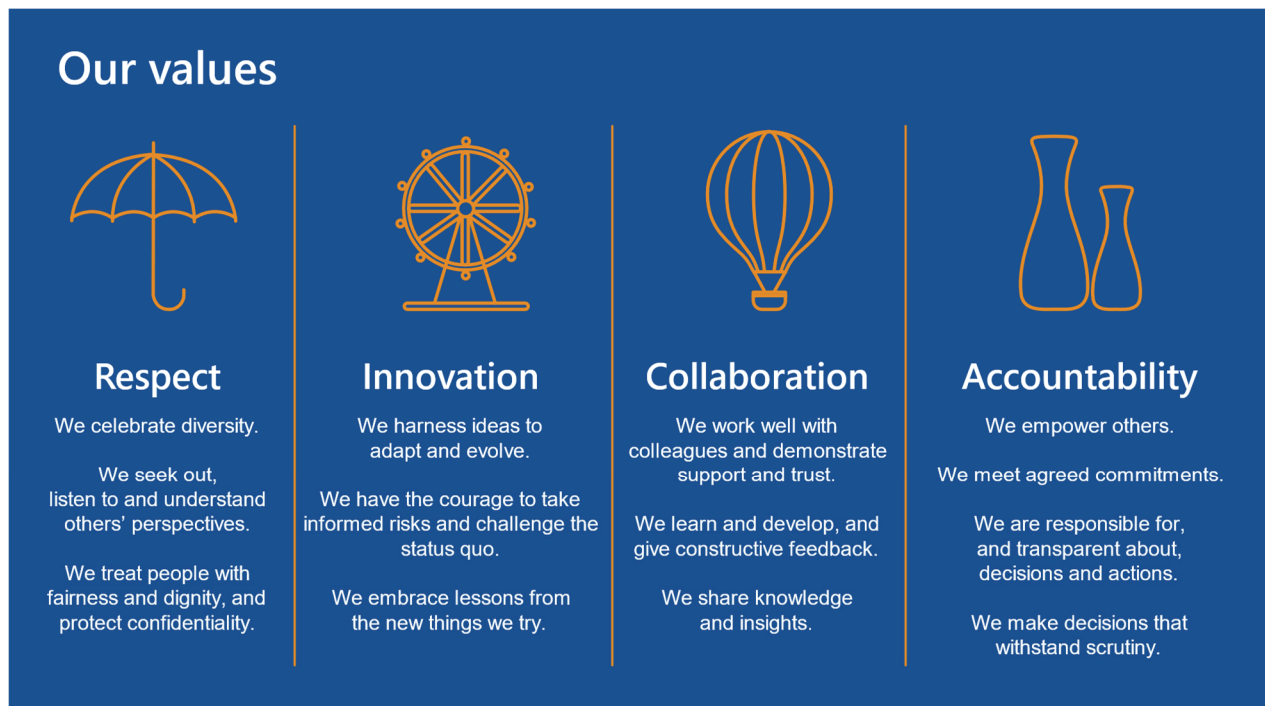 Our values
Respect
We celebrate diversity.
We seek out,
listen to and understand
others’ perspectives.
We treat people with
fairness and dignity, and
protect confidentiality.
Innovation
We harness ideas to
adapt and evolve.
We have the courage to take
informed risks and challenge the
status quo.
We embrace lessons from
the new things we try.
Collaboration
We work well with
colleagues and demonstrate
support and trust.
We learn and develop, and
give constructive feedback.
We share knowledge
and insights.
Accountability
We empower others.
We meet agreed commitments.
We are responsible for,
and transparent about,
decisions and actions.
We make decisions that
withstand scrutiny.